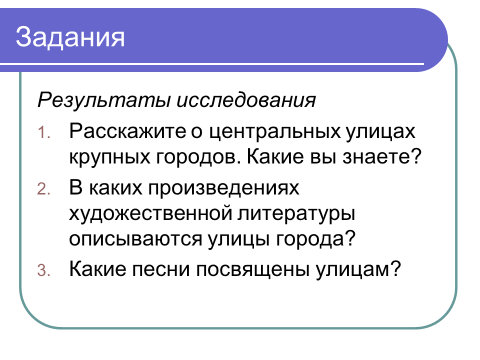 Задания
Результаты исследования
1. Расскажите о центральных улицах
крупных городов. Какие вы знаете?
2. В каких произведениях
художественной литературы
описываются улицы города?
3. Какие песни посвящены улицам?